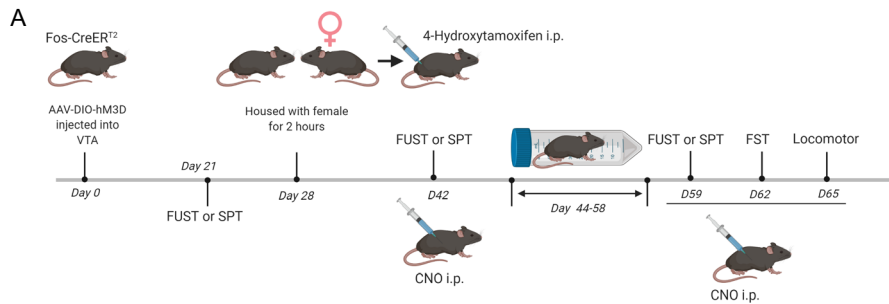 A
Fos-CreERT2
4-Hydroxytamoxifen i.p.
AAV-DIO-hM3D
injected into
VTA
Housed with female
for 2 hours
FUST or SPT
FUST or SPT
FST
Locomotor
Day 21
Day 0
FUST or SPT
Day 28
D42
Day 44-58
D59
D62
D65
CNO i.p.
CNO i.p.